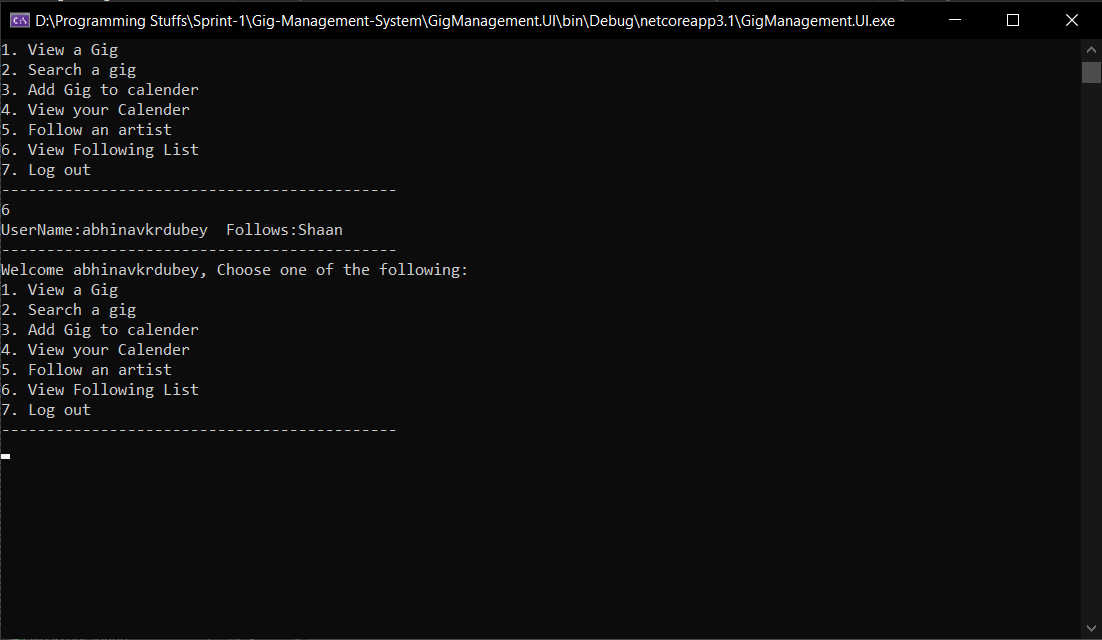 D:\Programming Stuffs\Sprint-1\Gig-Management-System\GigManagement.UI\bin\Debug\netcoreapp3.1\GigManagement.UI.exe
1. View a Gig
2. Search a gig
3. Add Gig to calender
4. View your Calender
5. Follow an artist
6. View Following List
7. Log out
--------------------------------------------
6
UserName:abhinavkrdubey  Follows:Shaan
--------------------------------------------
Welcome abhinavkrdubey, Choose one of the following:
1. View a Gig
2. Search a gig
3. Add Gig to calender
4. View your Calender
5. Follow an artist
6. View Following List
7. Log out
--------------------------------------------